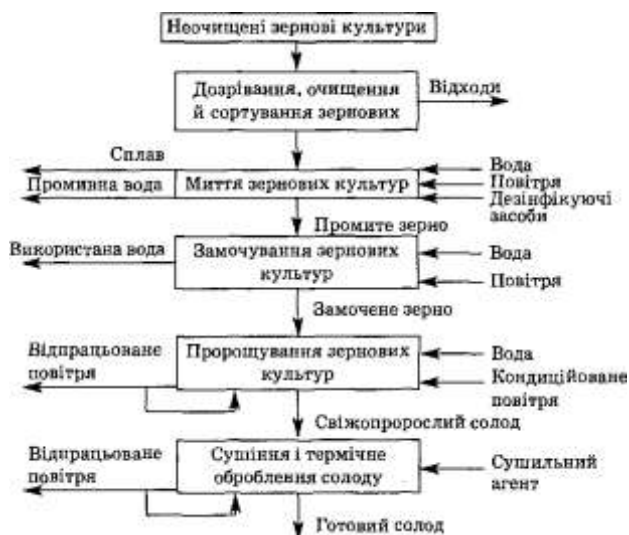 Неочищені зернові культури
Дозрівання, очищення
й сортування зернових
Відходи
Сплав
Промивна вода
Миття зернових культур
Вода
Повітря
Дезінфікуючі
засоби
Промите зерно
Використана вода
Замочування зернових
культур
Вода
Повітря
Замочене зерно
Відпрацьоване
повітря
Пророщування зернових
культур
Вода
Кондиційоване
повітря
Свіжопророслий солод
Відпрацьоване
повітря
Сушіння і термічне
оброблення солоду
Сушильний
агент
Готовий солод